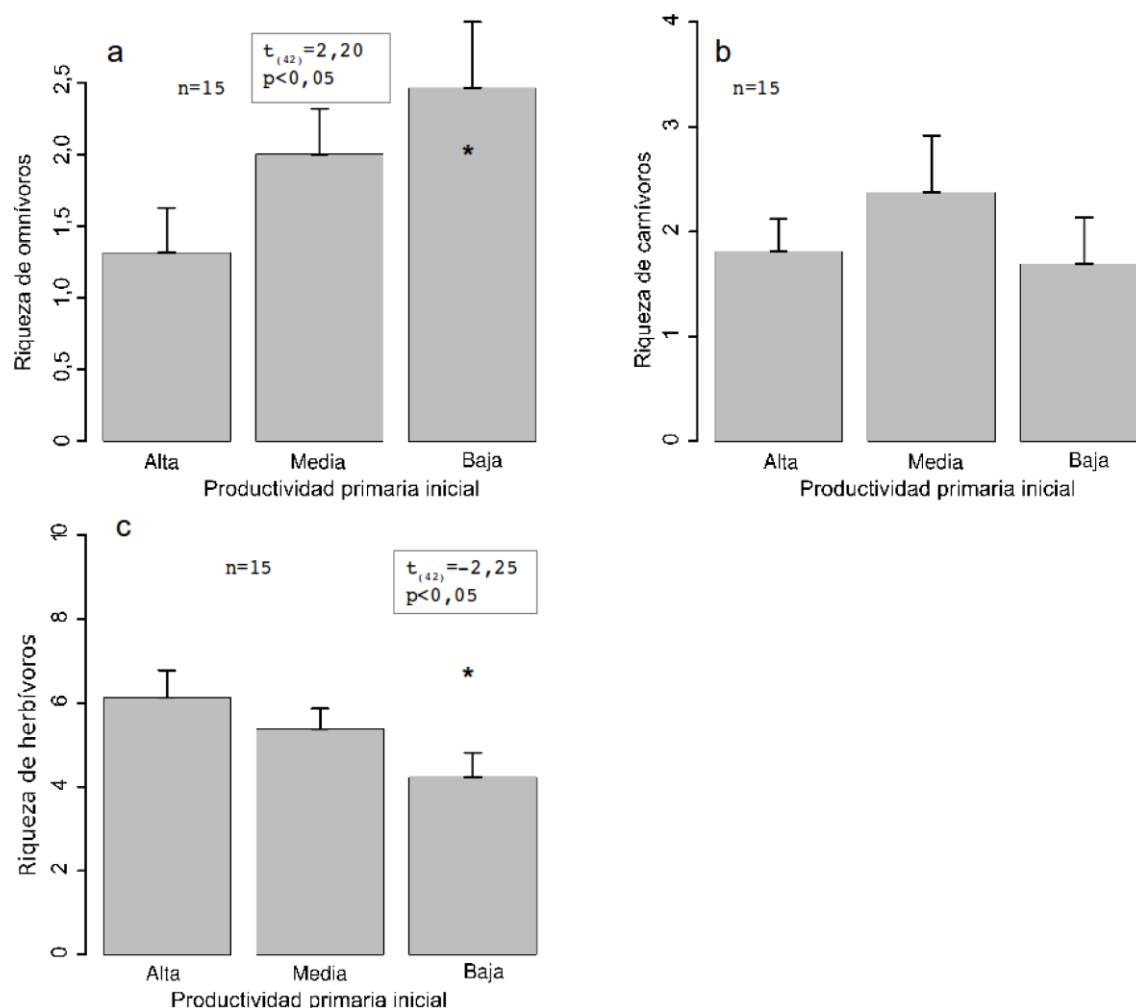 a
t(42)=2,20
p<0,05
n=15
Riqueza de omnívoros
0
0,5
1,0
1,5
2,0
2,5
Alta
Media
Baja
Productividad primaria inicial
*
b
n=15
Riqueza de carnívoros
0
1
2
3
4
Alta
Media
Baja
Productividad primaria inicial
c
n=15
t(42)=-2,25
p<0,05
*
Riqueza de herbívoros
0
2
4
6
8
10
Alta
Media
Baja
Productividad primaria inicial